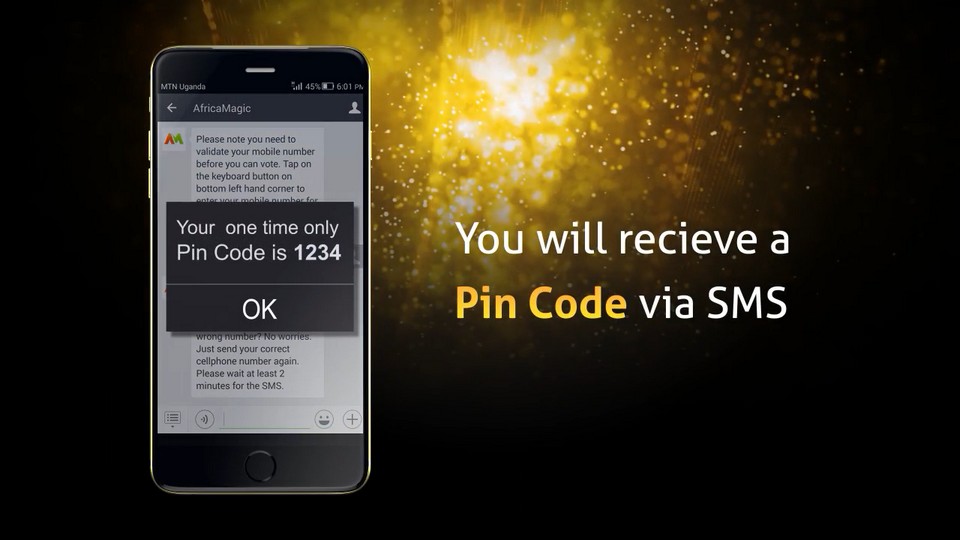 MTN Uganda 45% 6:01 PM
AfricaMagic
Please note you need to
validate your mobile number
before you can vote. Tap on
the keyboard button on
bottom left hand corner to
enter your mobile number for
Your one time only
Pin Code is 1234
OK
wrong number? No worries.
Just send your correct
cellphone number again.
Please wait at least 2
minutes for the SMS.
You will recieve a
Pin Code via SMS